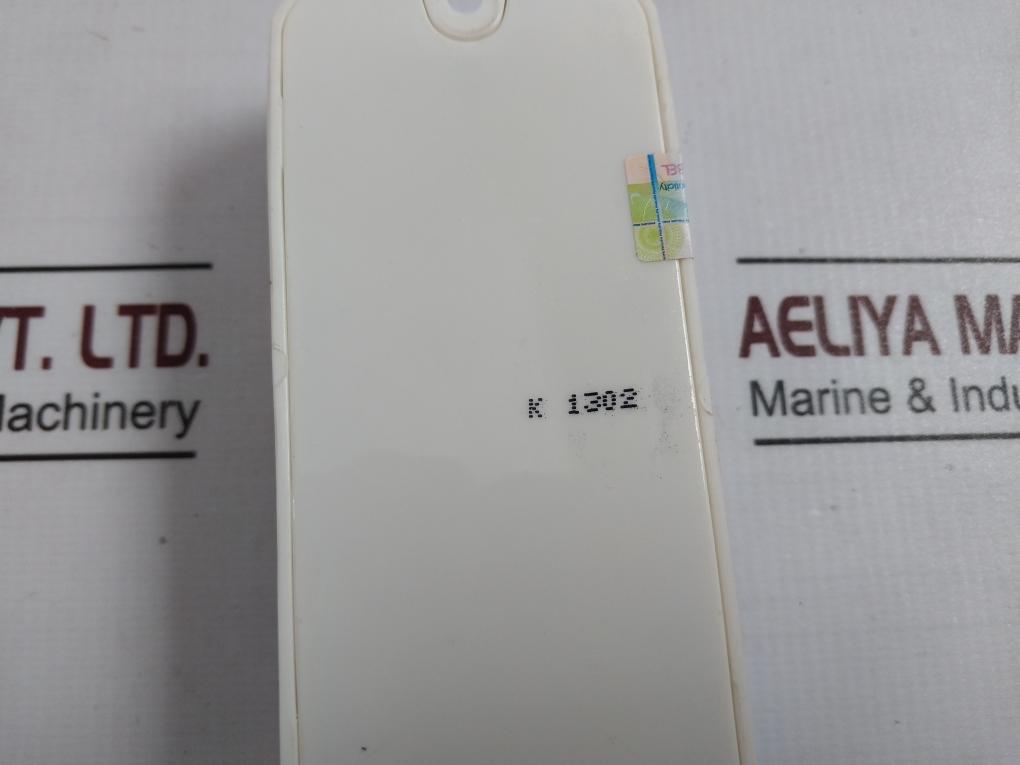 T. LTD.
Machinery
K 1302
AELIYA MA
Marine & Indu